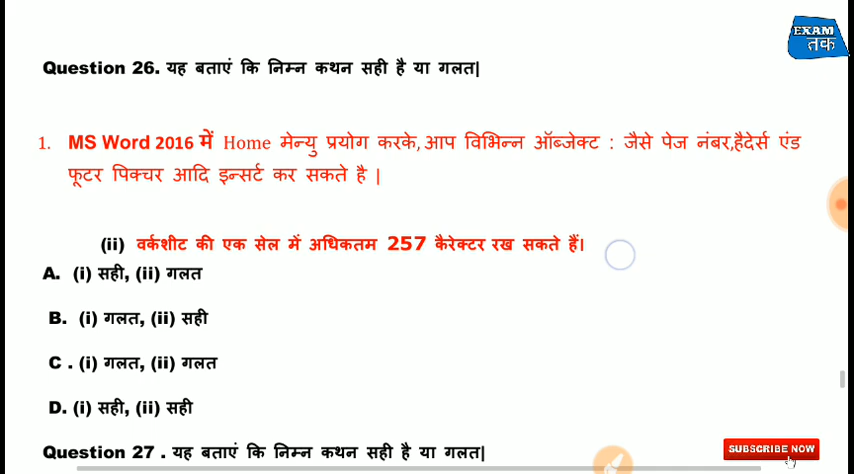 EXAM
तक
Question 26. यह बताएं कि निम्न कथन सही है या गलत|
1. MS Word 2016 में Home मेन्यु प्रयोग करके,आप विभिन्न ऑब्जेक्ट : जैसे पेज नंबर,हैदेर्स एंड
फूटर पिक्चर आदि इन्सर्ट कर सकते है |
(ii) वर्कशीट की एक सेल में अधिकतम 257 कैरेक्टर रख सकते हैं।
A. (i) सही, (ii) गलत
B. (i) गलत, (ii) सही
C . (i) गलत, (ii) गलत
D. (i) सही, (ii) सही
Question 27 . यह बताएं कि निम्न कथन सही है या गलत|
SUBSCRIBE NOW